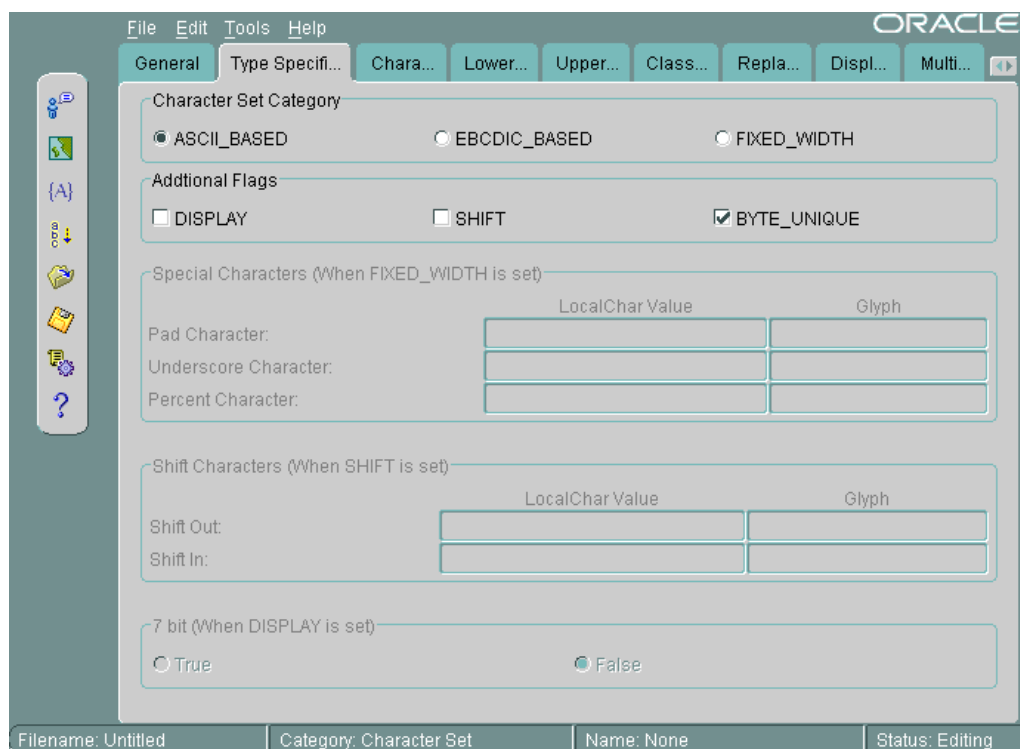 File Edit Tools Help ORACLE
General Type Specifi... Chara... Lower... Upper... Class... Repla... Displ... Multi...
Character Set Category
ASCII_BASED EBCDIC_BASED FIXED_WIDTH
Addtional Flags
DISPLAY SHIFT BYTE_UNIQUE
Special Characters (When FIXED_WIDTH is set)
LocalChar Value Glyph
Pad Character:
Underscore Character:
Percent Character:
Shift Characters (When SHIFT is set)
LocalChar Value Glyph
Shift Out:
Shift In:
7 bit (When DISPLAY is set)
True False
Filename: Untitled Category: Character Set Name: None Status: Editing
{A}
a
b
c
?